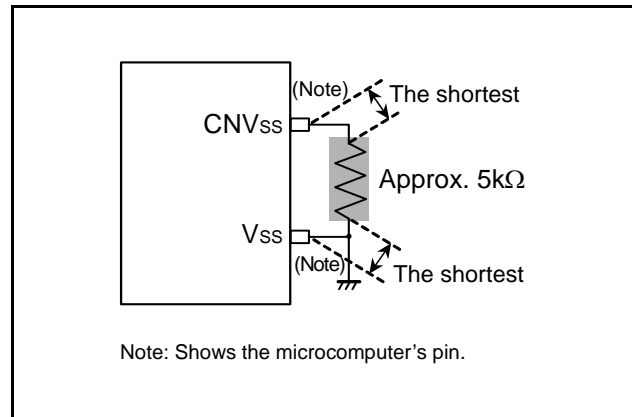 (Note)
The shortest
CNVss
Approx. 5kΩ
Vss
(Note)
The shortest
Note: Shows the microcomputer's pin.